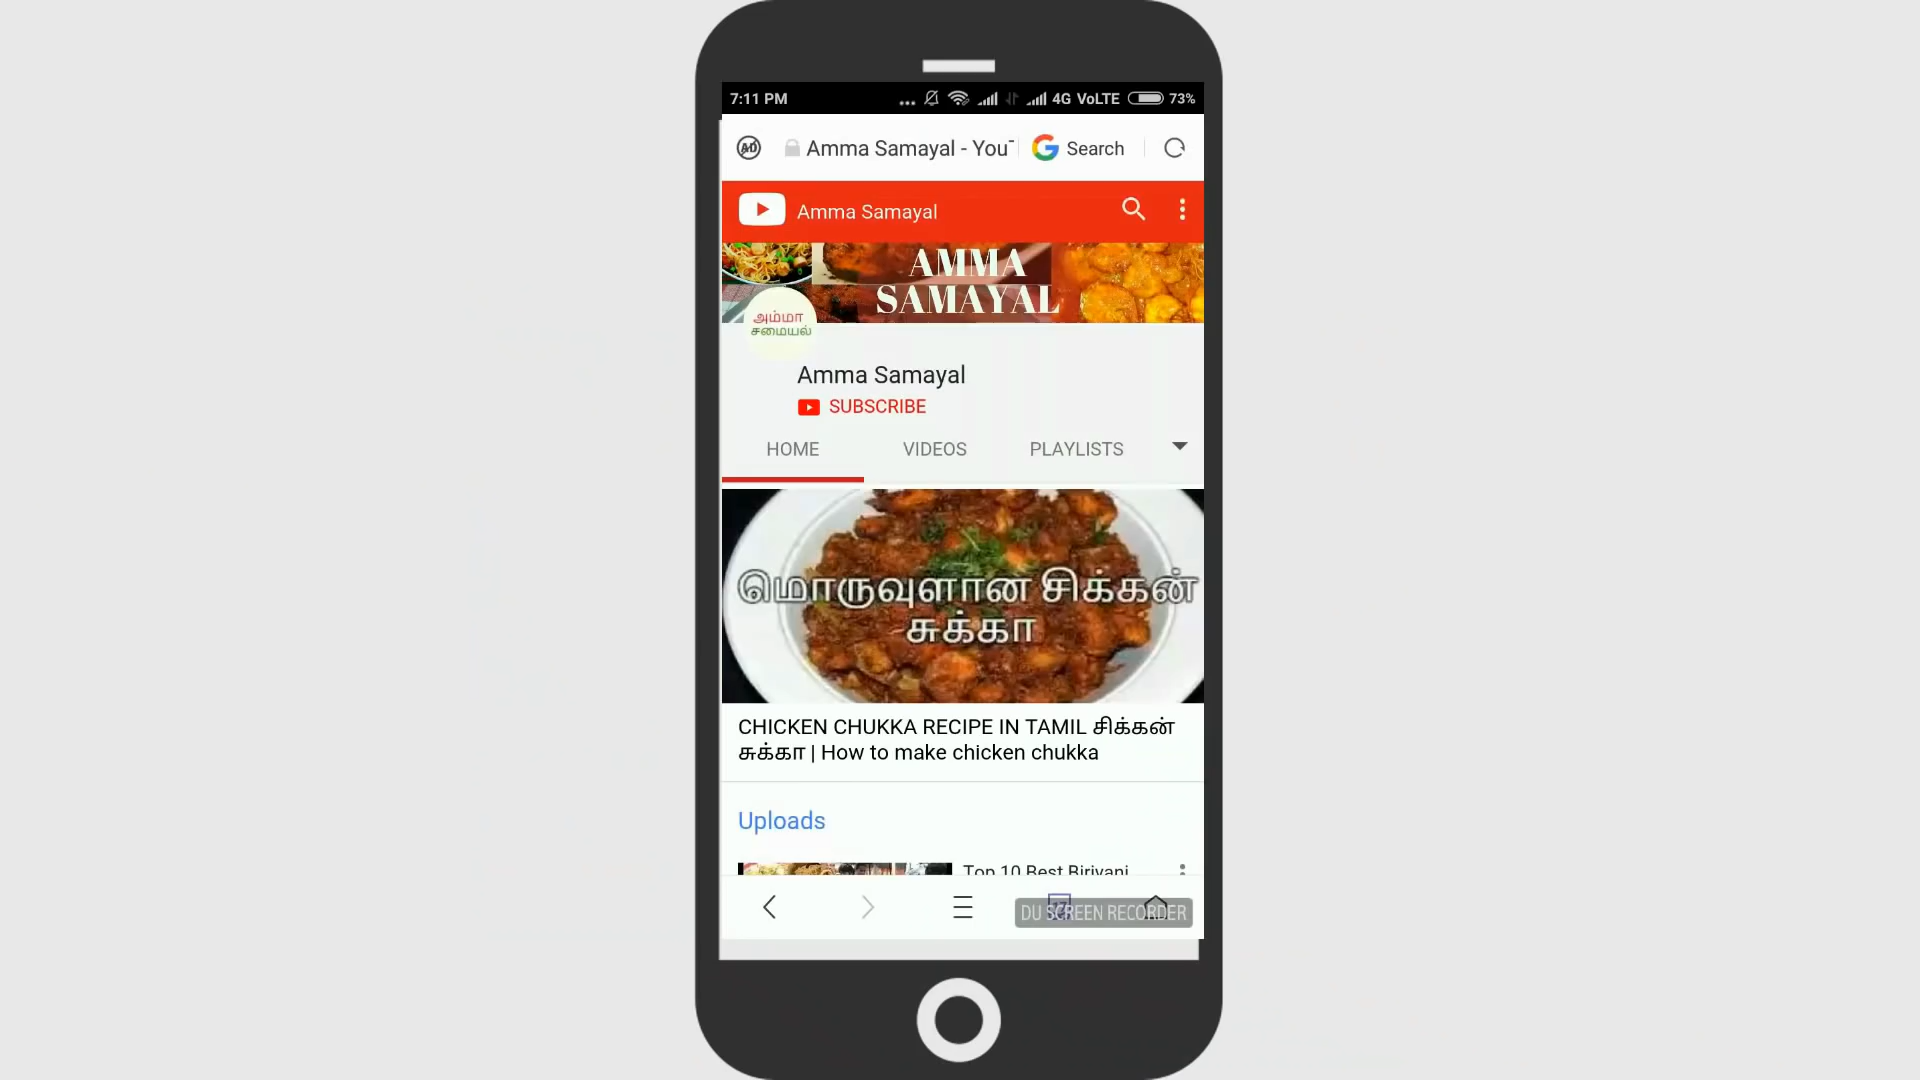 7:11 PM
4G VoLTE
73%
AD
Amma Samayal - You
Search
Amma Samayal
AMMA
SAMAYAL
அம்மா
சமையல்
Amma Samayal
SUBSCRIBE
HOME
VIDEOS
PLAYLISTS
மொருவுளான சிக்கன்
சுக்கா
CHICKEN CHUKKA RECIPE IN TAMIL சிக்கன்
சுக்கா | How to make chicken chukka
Uploads
Top 10 Best Biriyani
DU SCREEN RECORDER